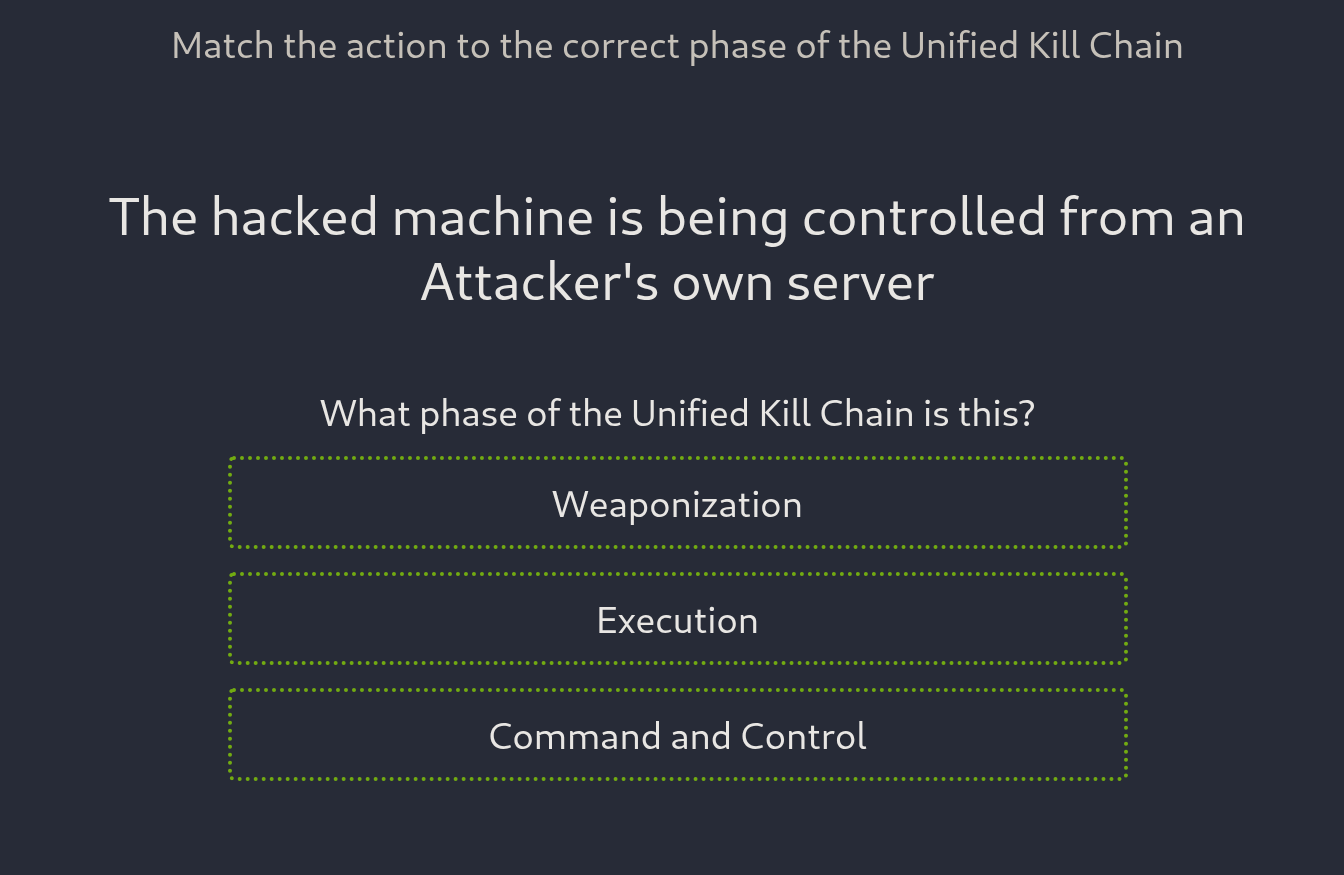 Match the action to the correct phase of the Unified Kill Chain
The hacked machine is being controlled from an
Attacker's own server
What phase of the Unified Kill Chain is this?
Weaponization
Execution
Command and Control